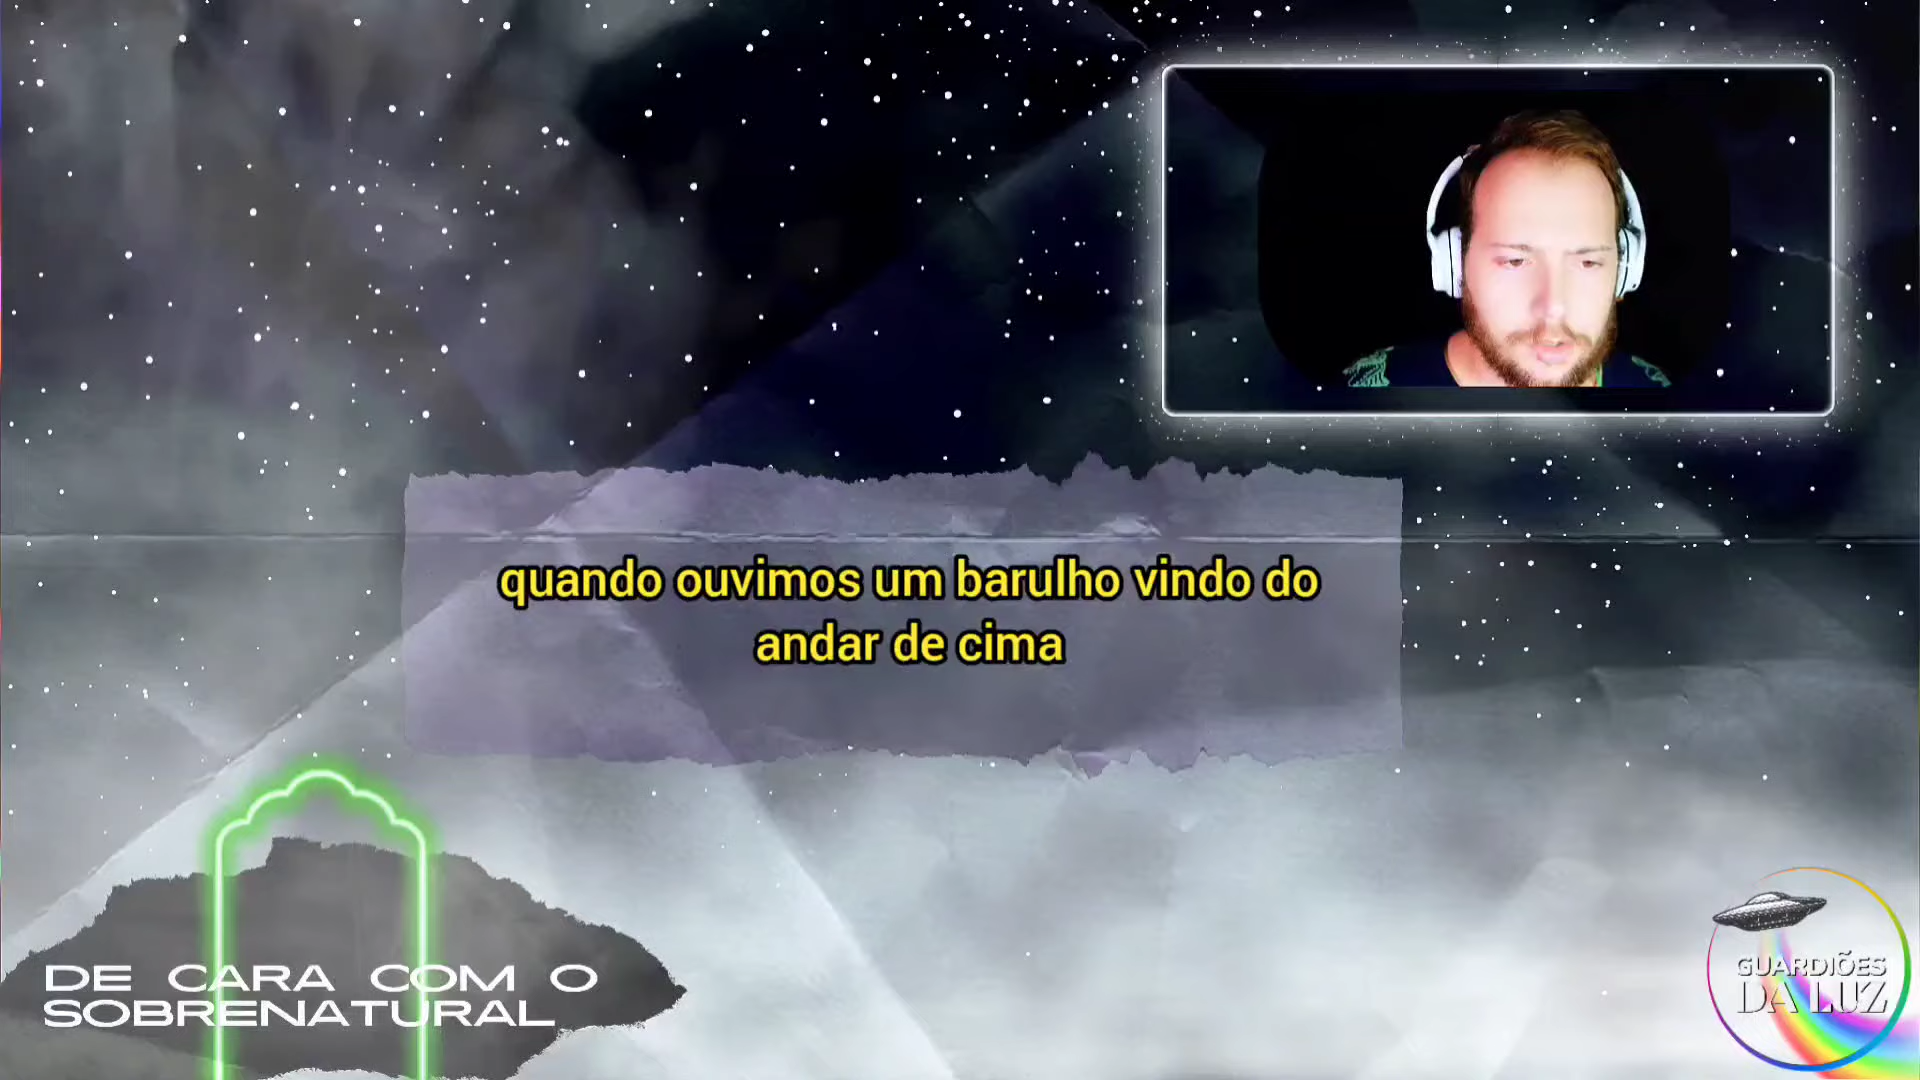 quando ouvimos um barulho vindo do
andar de cima
DE CARA COM O
SOBRENATURAL
GUARDIÕES
DA LUZ